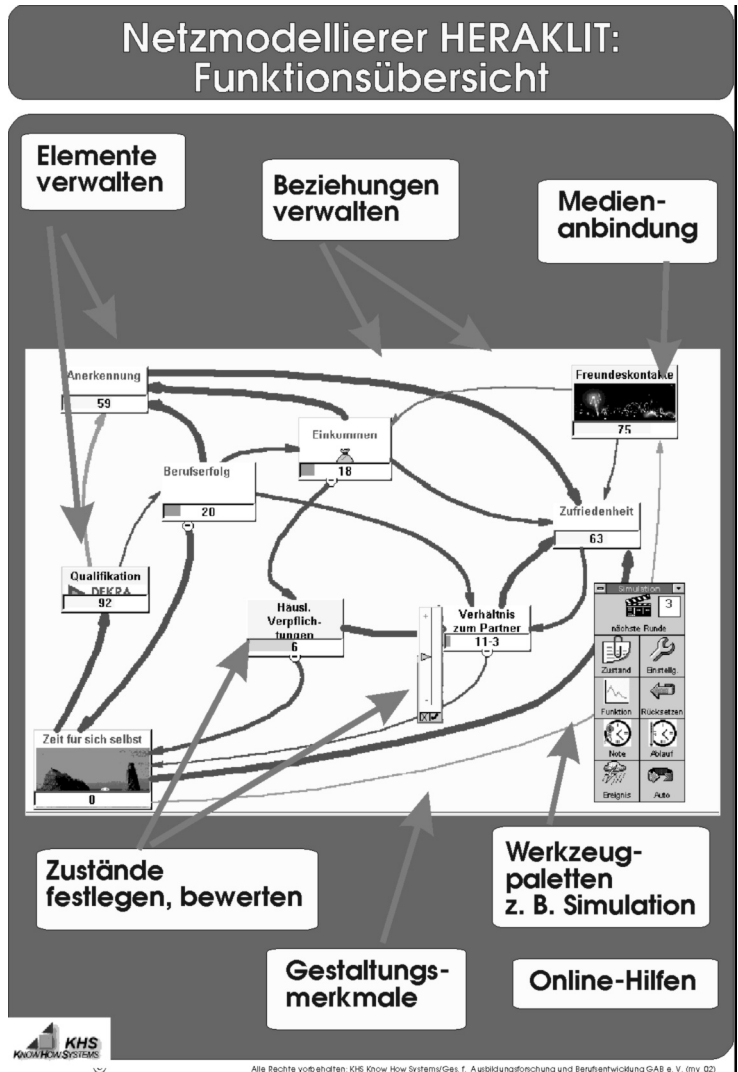 Netzmodellierer HERAKLIT:
Funktionsübersicht
Elemente
verwalten
Beziehungen
verwalten
Medien-
anbindung
Anerkennung
59
Freundeskontakte
75
Einkommen
18
Berufserfolg
20
Zufriedenheit
63
Qualifikation
DEKRA
92
Häusl.
Verpflich-
tungen
6
Verhaltnis
zum Partner
11-3
+
-
Simulation
3
nächste Runde
Zustand
Einstellg.
Funktion
Rücksetzen
Note
Ablauf
Ereignis
Auto
Zeit fur sich selbst
0
Zustände
festlegen, bewerten
Werkzeug-
paletten
z. B. Simulation
Gestaltungs-
merkmale
Online-Hilfen
KHS
KNOW HOW SYSTEMS
Alle Rechte vorbehalten: KHS Know How Systems/Ges. f. Ausbildungsforschung und Berufsentwicklung GAB e. V. (my 02)